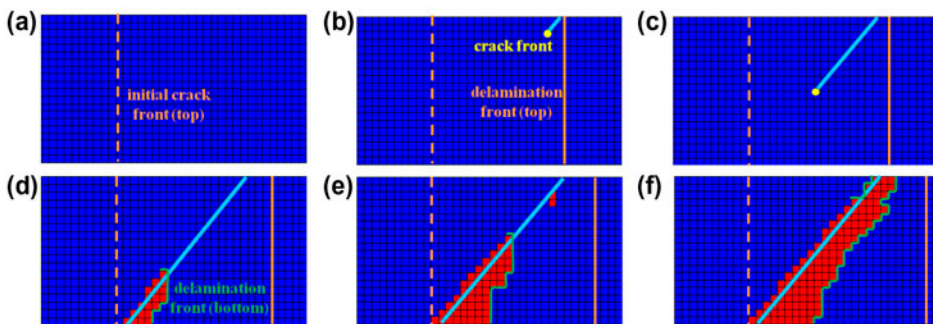 (a)
initial crack
front (top)
(b)
crack front
delamination
front (top)
(c)
(d)
delamination
front (bottom)
(e)
(f)